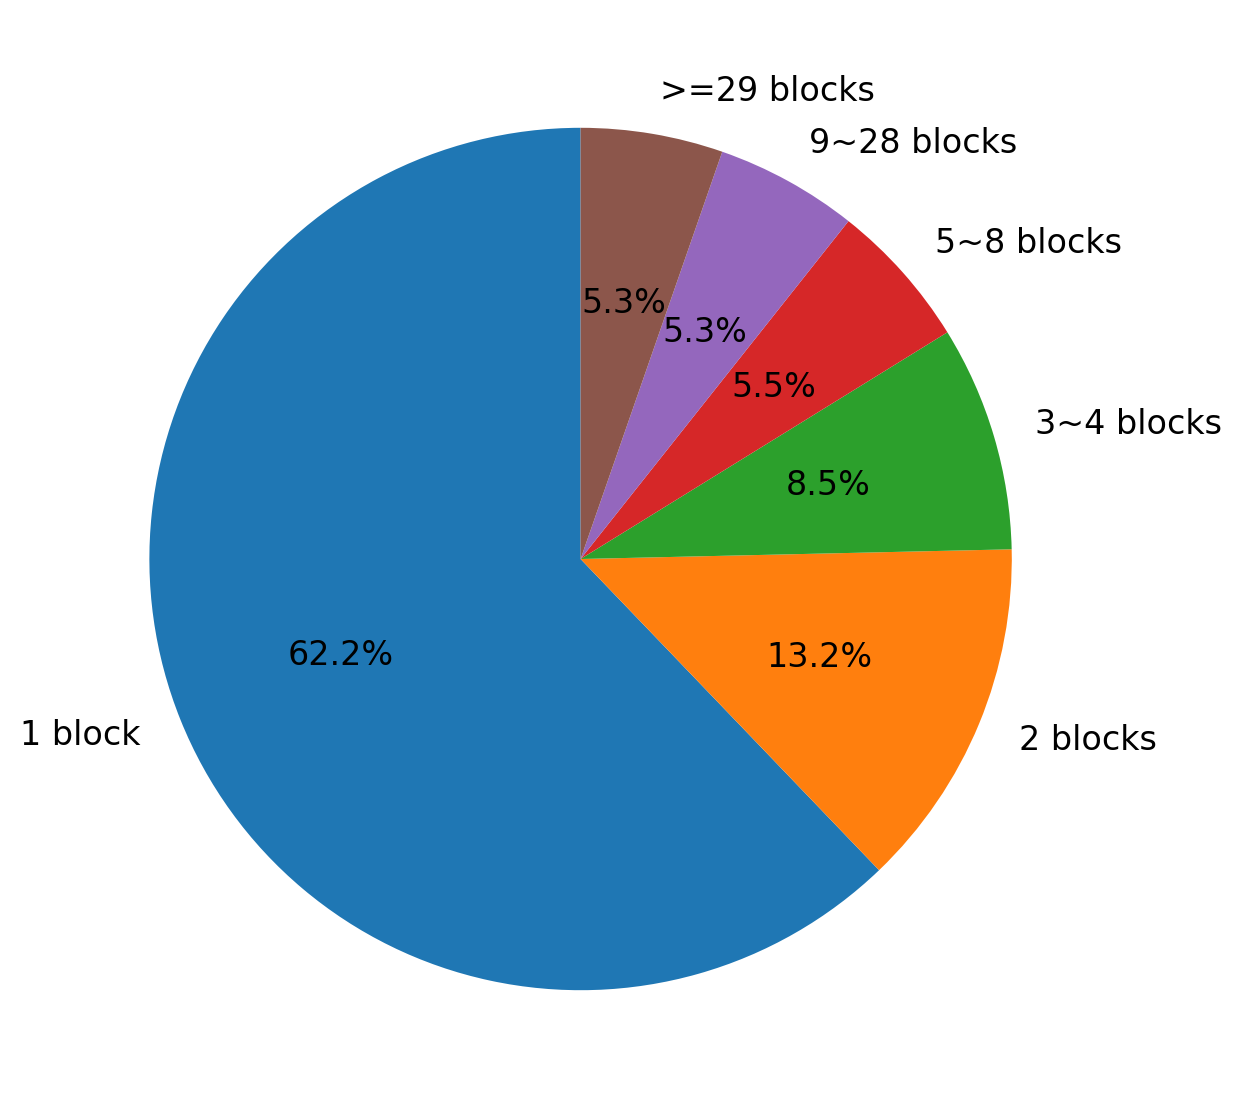 >=29 blocks
9~28 blocks
5~8 blocks
5.3%
5.3%
5.5%
3~4 blocks
8.5%
62.2%
13.2%
1 block
2 blocks